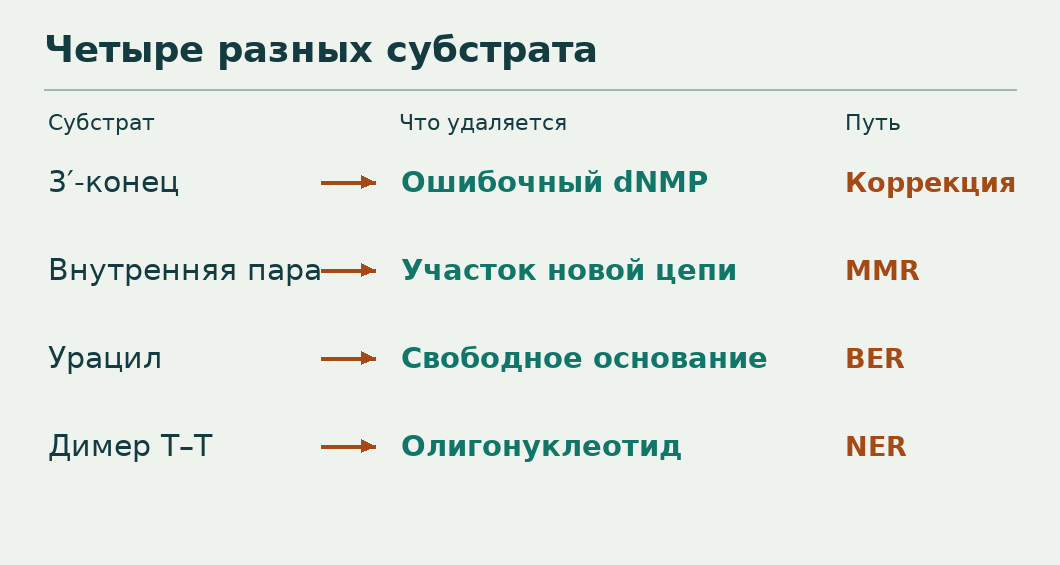 Четыре разных субстрата
Субстрат Что удаляется Путь
3′-конец Ошибочный dNMP Коррекция
Внутренняя пара Участок новой цепи MMR
Урацил Свободное основание BER
Димер T–T Олигонуклеотид NER